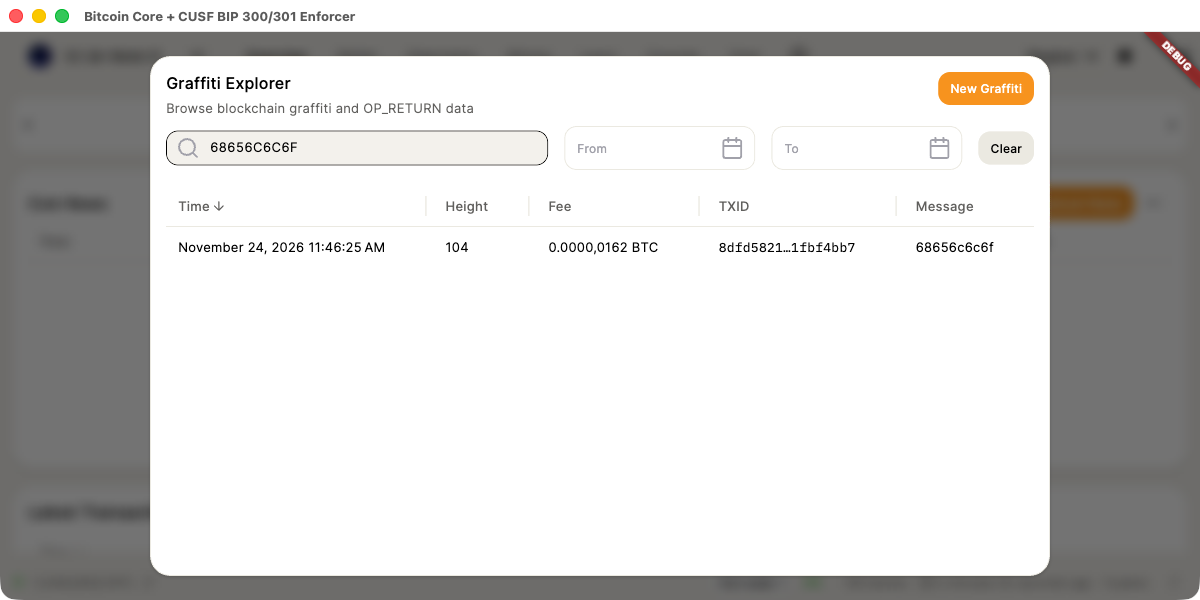 Bitcoin Core + CUSF BIP 300/301 Enforcer
DEBUG
Graffiti Explorer
New Graffiti
Browse blockchain graffiti and OP_RETURN data
68656C6C6F
From
To
Clear
Time ↓ Height Fee TXID Message
November 24, 2026 11:46:25 AM 104 0.0000,0162 BTC 8dfd5821…1fbf4bb7 68656c6c6f